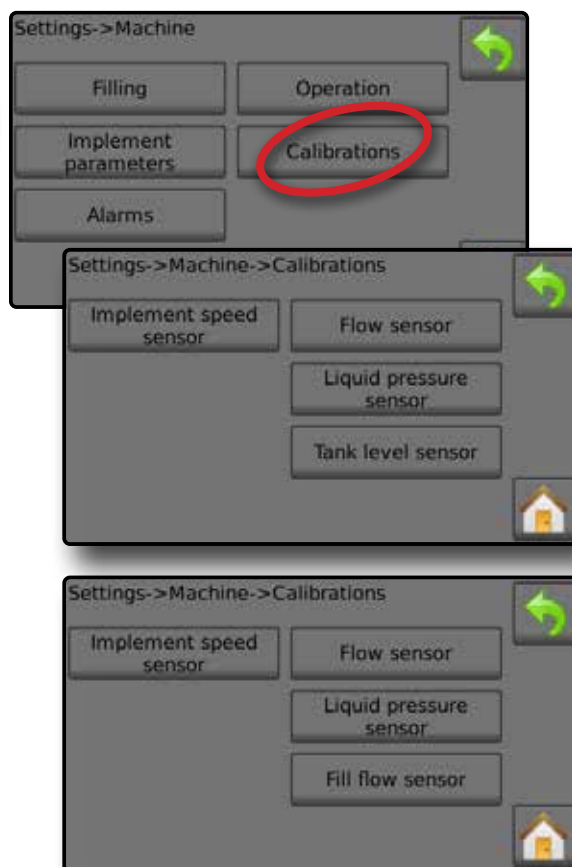 Settings->Machine
Filling
Operation
Implement
parameters
Calibrations
Alarms
Settings->Machine->Calibrations
Implement speed
sensor
Flow sensor
Liquid pressure
sensor
Tank level sensor
Settings->Machine->Calibrations
Implement speed
sensor
Flow sensor
Liquid pressure
sensor
Fill flow sensor